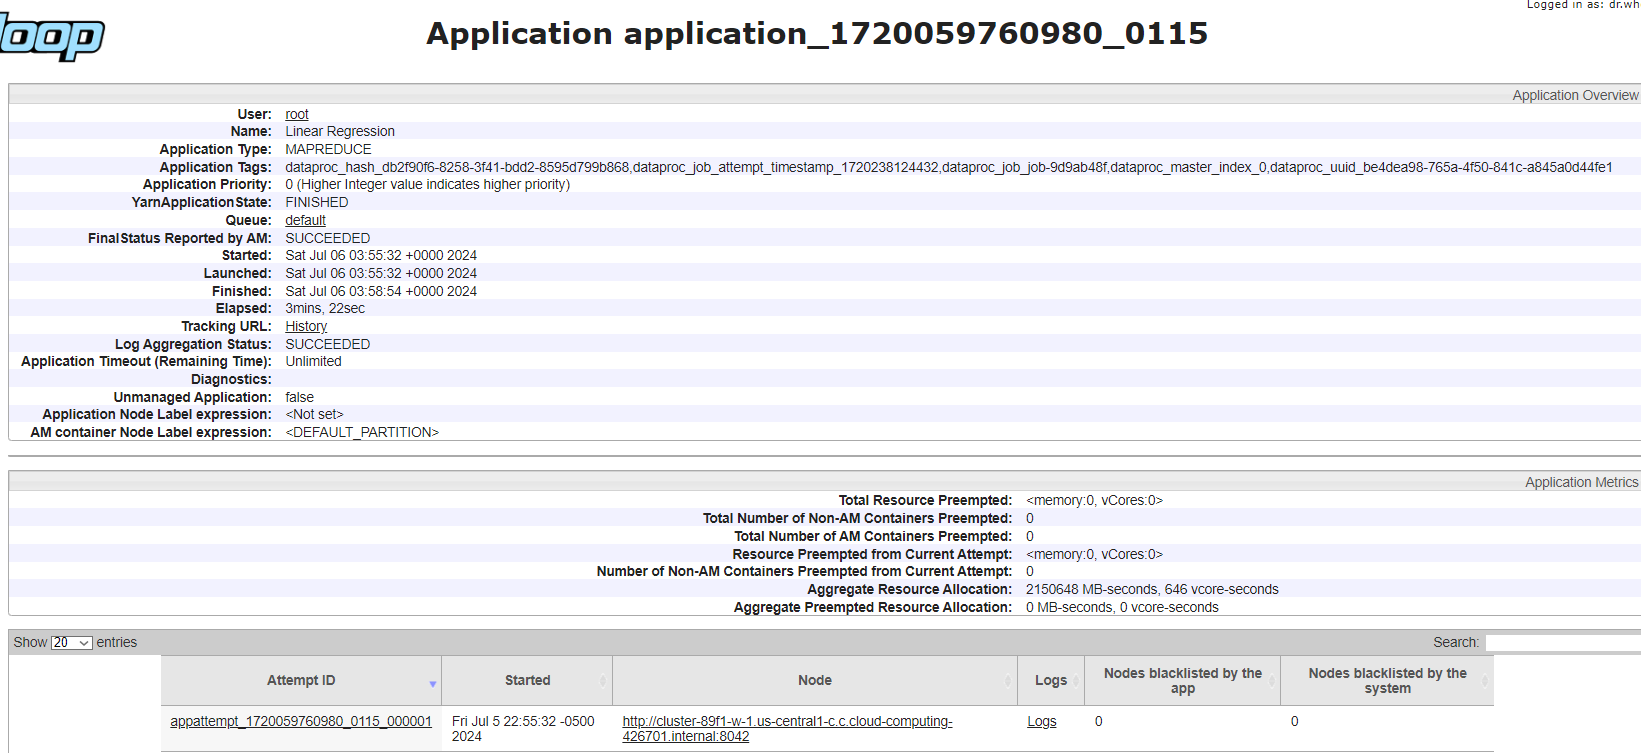 Logged in as: dr.wh
loop
Application application_1720059760980_0115
Application Overview
User: root
Name: Linear Regression
Application Type: MAPREDUCE
Application Tags: dataproc_hash_db2f90f6-8258-3f41-bdd2-8595d799b868,dataproc_job_attempt_timestamp_1720238124432,dataproc_job_job-9d9ab48f,dataproc_master_index_0,dataproc_uuid_be4dea98-765a-4f50-841c-a845a0d44fe1
Application Priority: 0 (Higher Integer value indicates higher priority)
YarnApplicationState: FINISHED
Queue: default
FinalStatus Reported by AM: SUCCEEDED
Started: Sat Jul 06 03:55:32 +0000 2024
Launched: Sat Jul 06 03:55:32 +0000 2024
Finished: Sat Jul 06 03:58:54 +0000 2024
Elapsed: 3mins, 22sec
Tracking URL: History
Log Aggregation Status: SUCCEEDED
Application Timeout (Remaining Time): Unlimited
Diagnostics:
Unmanaged Application: false
Application Node Label expression: <Not set>
AM container Node Label expression: <DEFAULT_PARTITION>
Application Metrics
Total Resource Preempted: <memory:0, vCores:0>
Total Number of Non-AM Containers Preempted: 0
Total Number of AM Containers Preempted: 0
Resource Preempted from Current Attempt: <memory:0, vCores:0>
Number of Non-AM Containers Preempted from Current Attempt: 0
Aggregate Resource Allocation: 2150648 MB-seconds, 646 vcore-seconds
Aggregate Preempted Resource Allocation: 0 MB-seconds, 0 vcore-seconds
Show 20 entries Search:
Attempt ID Started Node Logs Nodes blacklisted by the app Nodes blacklisted by the system
appattempt_1720059760980_0115_000001 Fri Jul 5 22:55:32 -0500 2024 http://cluster-89f1-w-1.us-central1-c.c.cloud-computing-426701.internal:8042 Logs 0 0